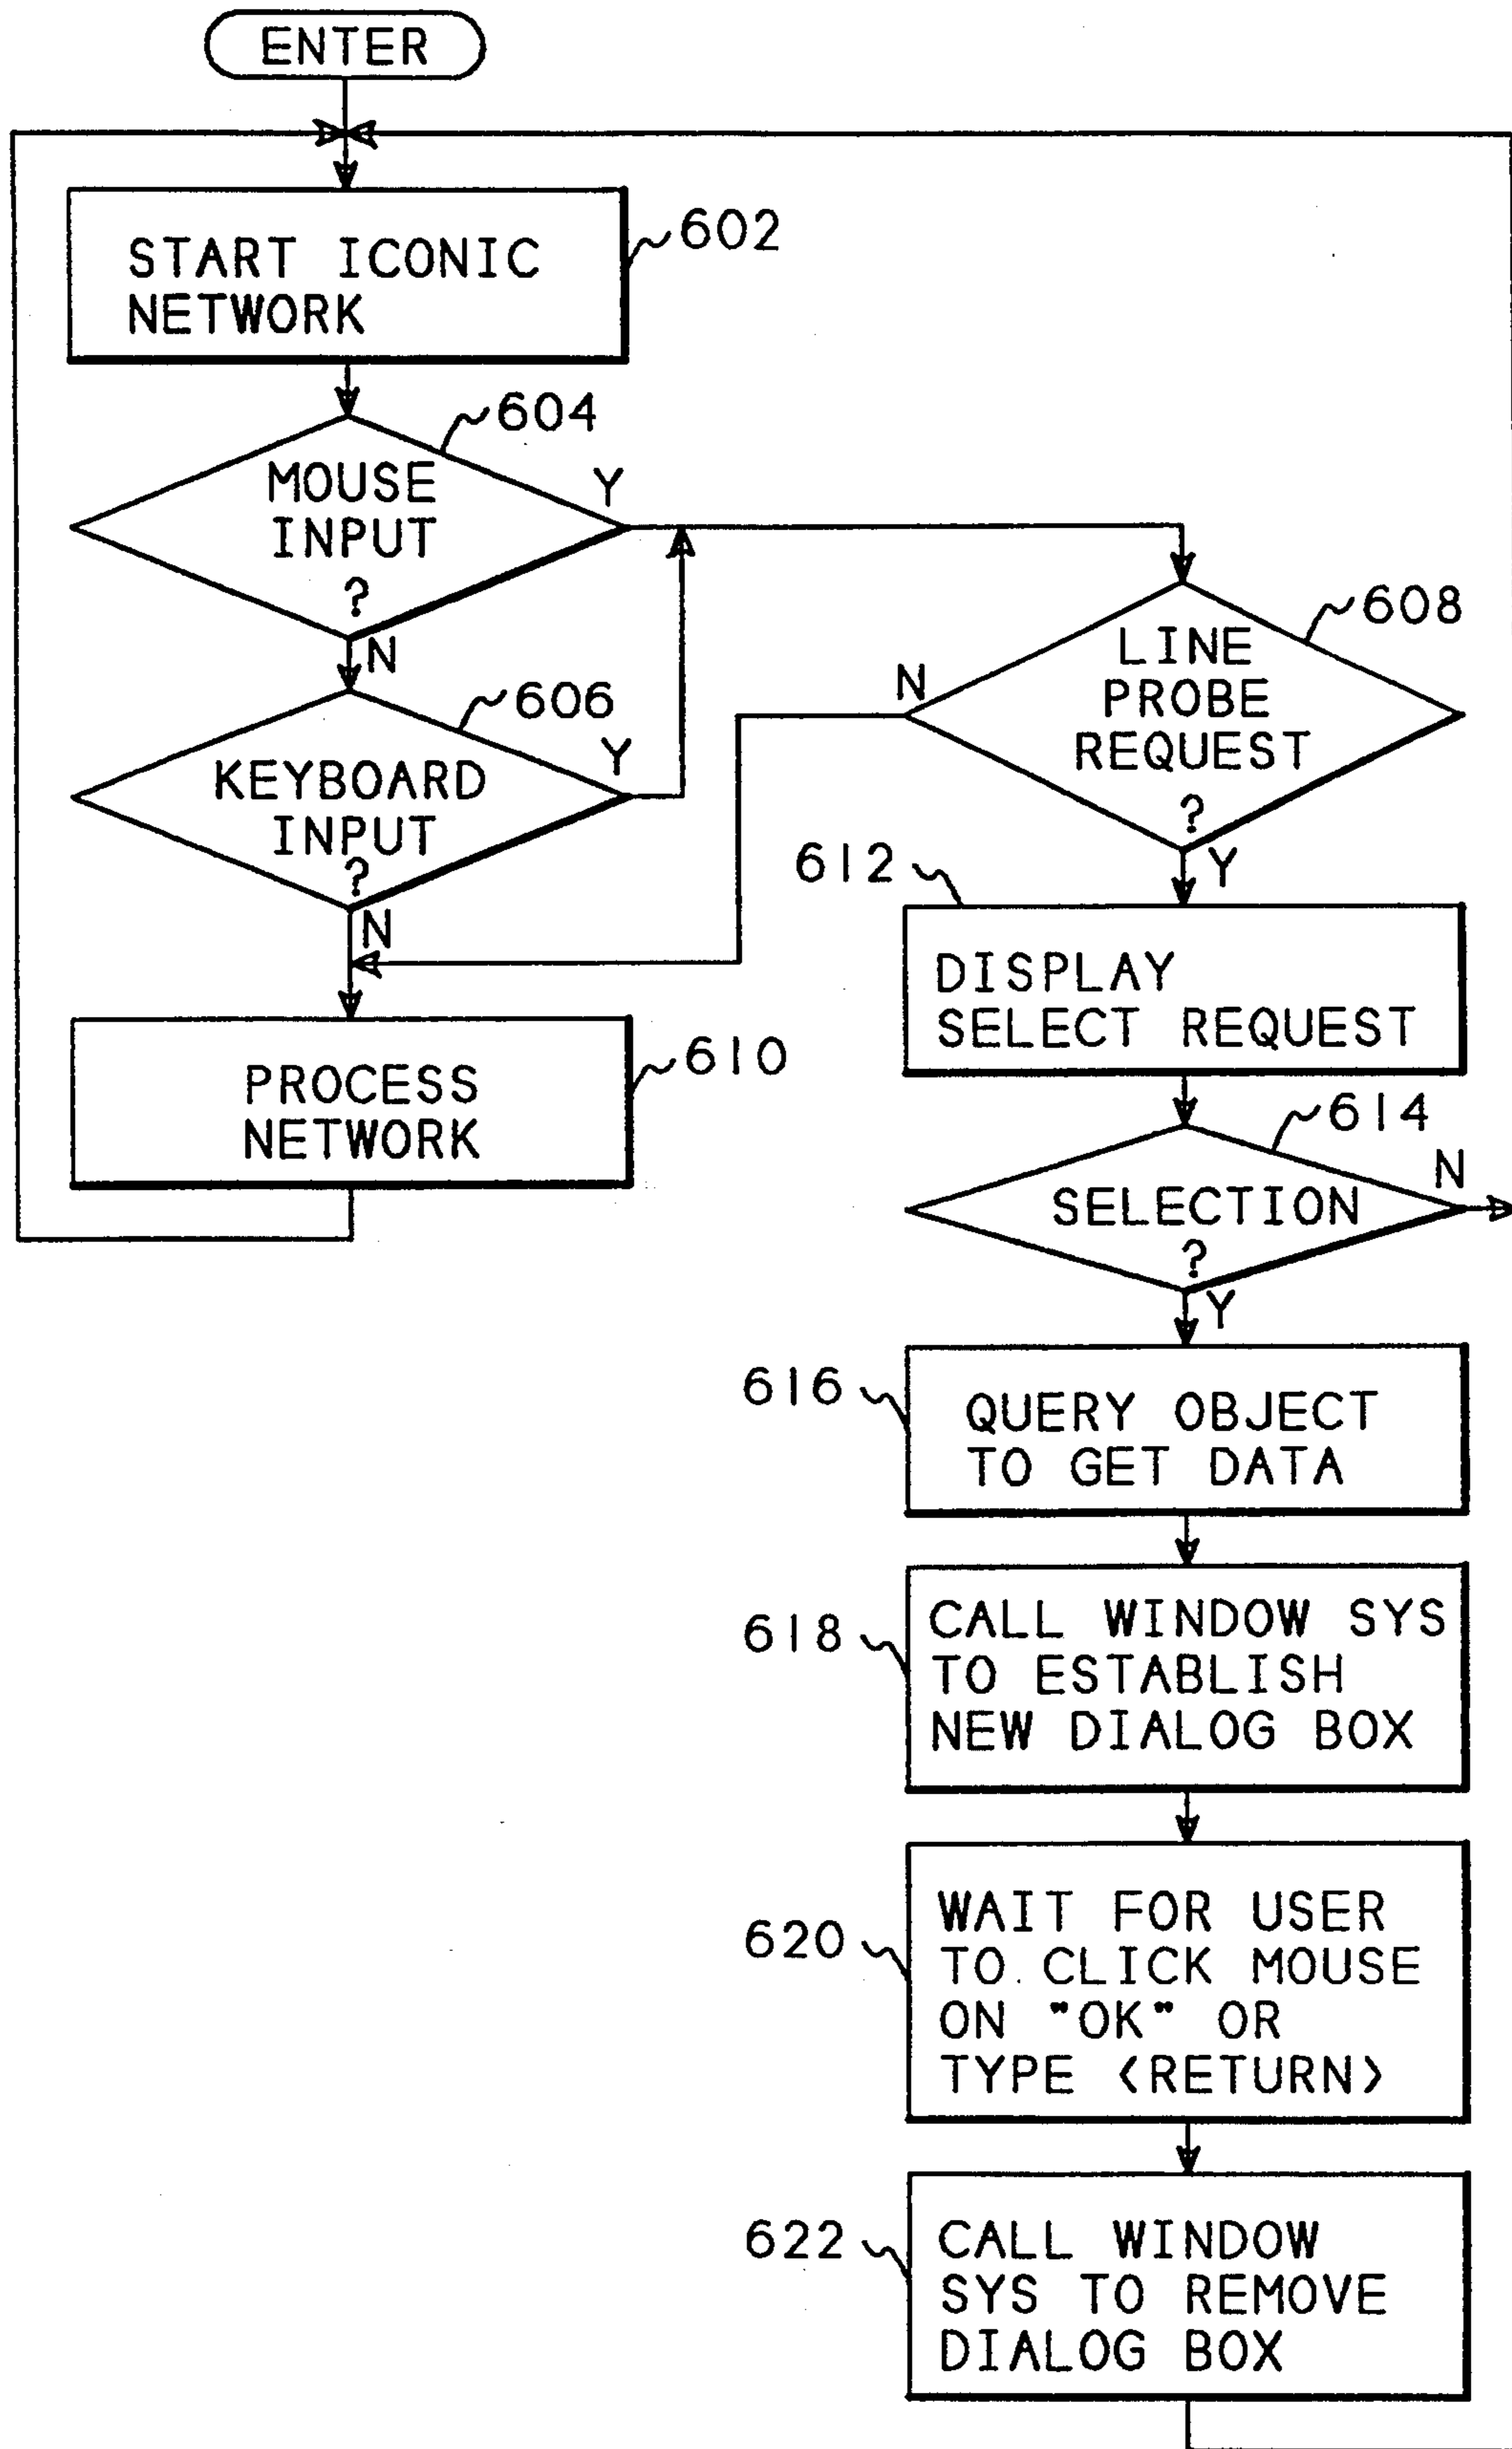 ENTER
START ICONIC
NETWORK
602
604
MOUSE
INPUT
?
Y
N
606
KEYBOARD
INPUT
?
Y
N
PROCESS
NETWORK
610
608
LINE
PROBE
REQUEST
?
N
Y
612
DISPLAY
SELECT REQUEST
614
SELECTION
?
N
Y
616
QUERY OBJECT
TO GET DATA
618
CALL WINDOW SYS
TO ESTABLISH
NEW DIALOG BOX
620
WAIT FOR USER
TO CLICK MOUSE
ON "OK" OR
TYPE <RETURN>
622
CALL WINDOW
SYS TO REMOVE
DIALOG BOX